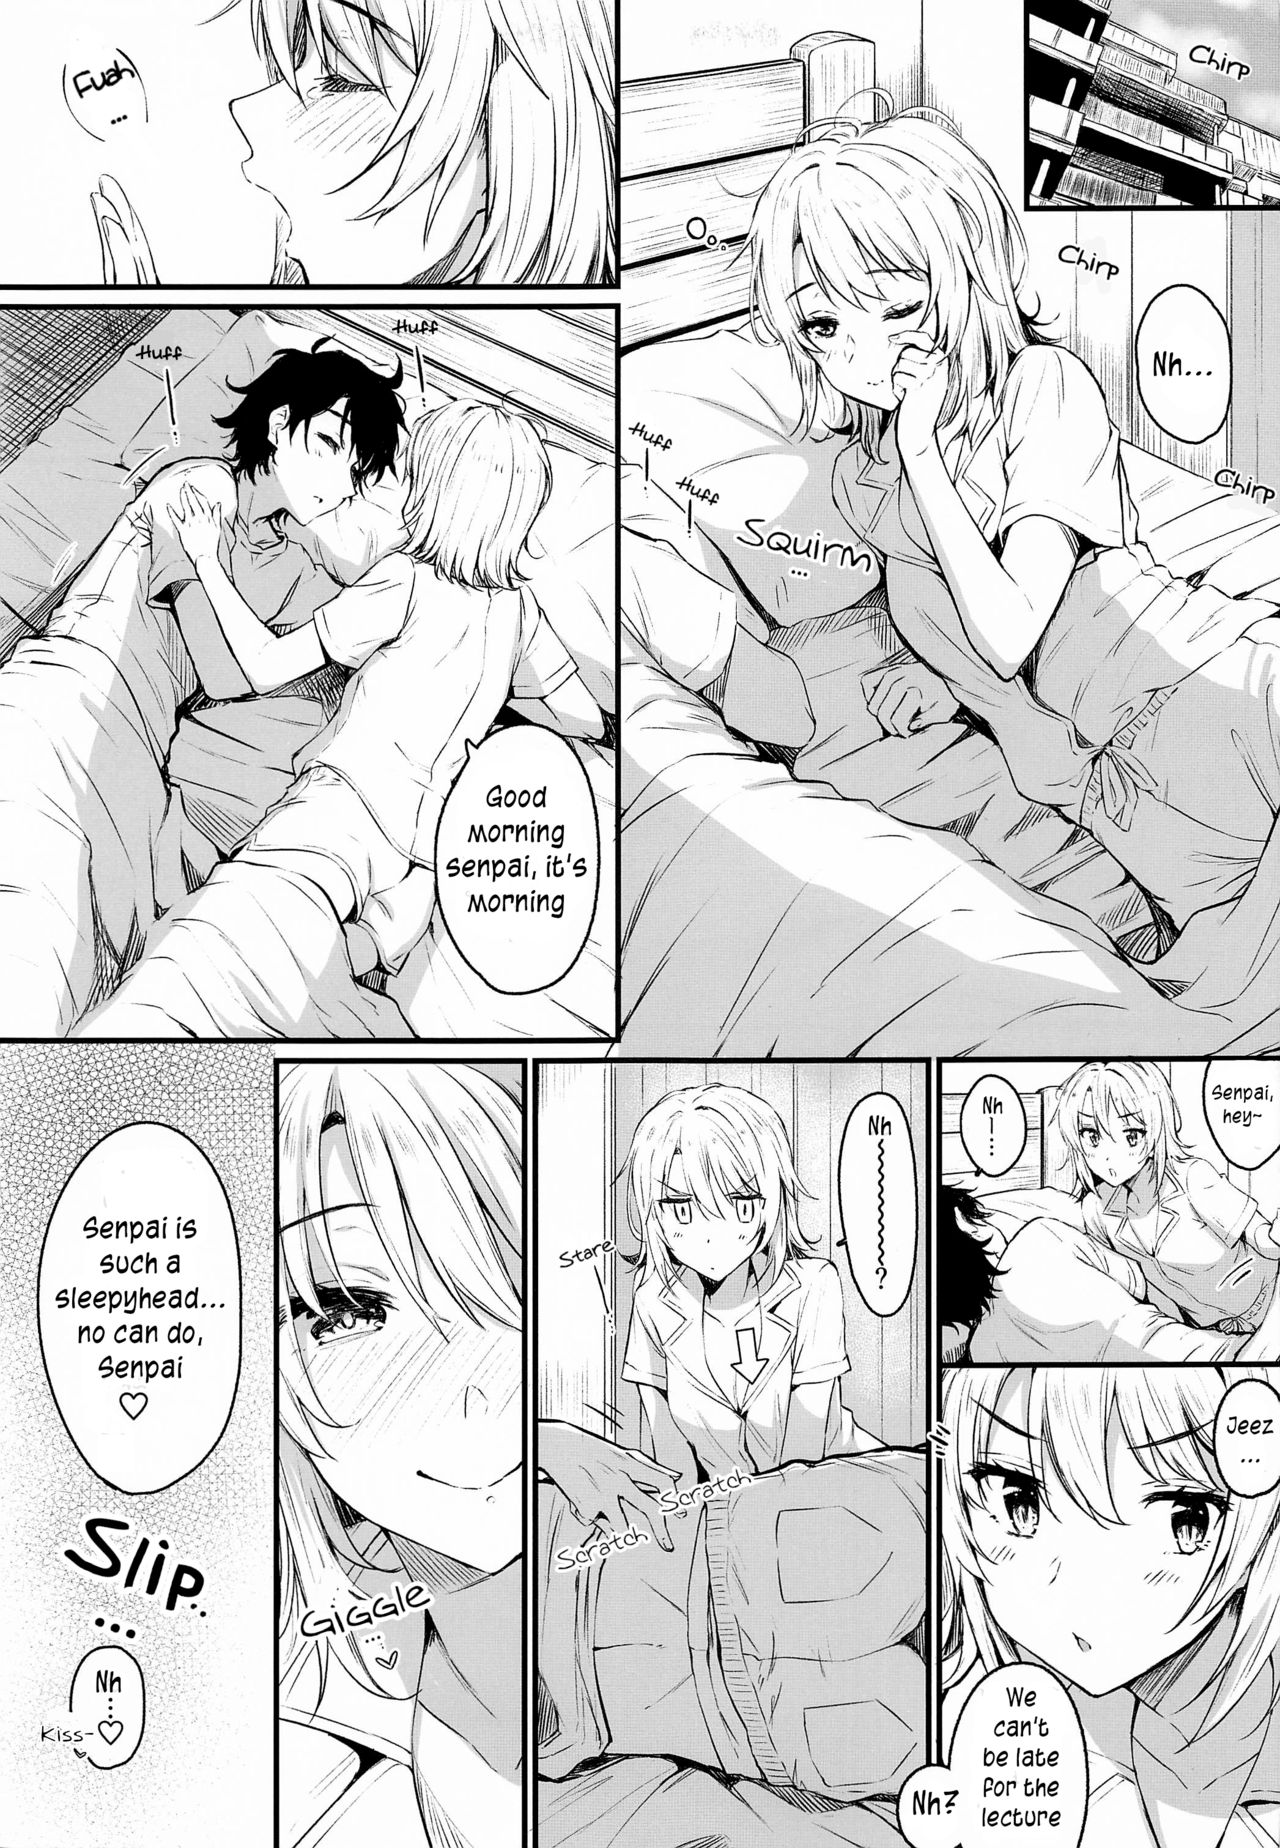 Chirp
Chirp
Nh...
Chirp
Huff
Huff
Squirm
...
(Fuah
...)
Huff
Huff
Good
morning
Senpai, it's
morning
Senpai,
hey~
Nh
—...
Jeez
...
We
can't
be late
for the
lecture
Nh?
Nh
~~~?
Stare
...
Scratch
Scratch
Giggle
...♡
Senpai is
such a
sleepyhead...
no can do,
Senpai
♡
Slip..
...
Nh
...
♡
Kiss-
♡